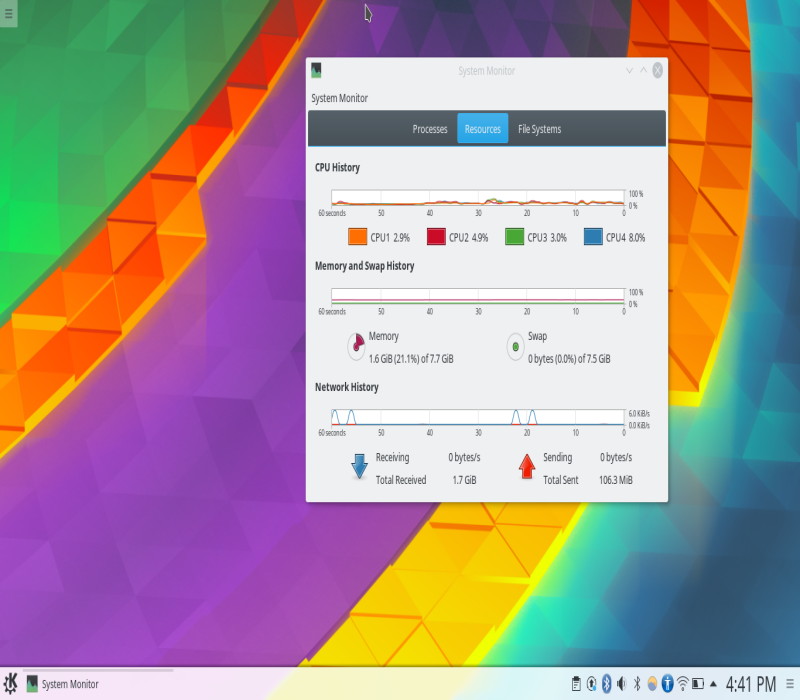 System Monitor
System Monitor
Processes Resources File Systems
CPU History
100 %
0 %
60 seconds 50 40 30 20 10 0
CPU1 2.9% CPU2 4.9% CPU3 3.0% CPU4 8.0%
Memory and Swap History
100 %
0 %
60 seconds 50 40 30 20 10 0
Memory Swap
1.6 GiB (21.1%) of 7.7 GiB 0 bytes (0.0%) of 7.5 GiB
Network History
6.0 KiB/s
0.0 KiB/s
60 seconds 50 40 30 20 10 0
Receiving 0 bytes/s Sending 0 bytes/s
Total Received 1.7 GiB Total Sent 106.3 MiB
System Monitor 4:41 PM